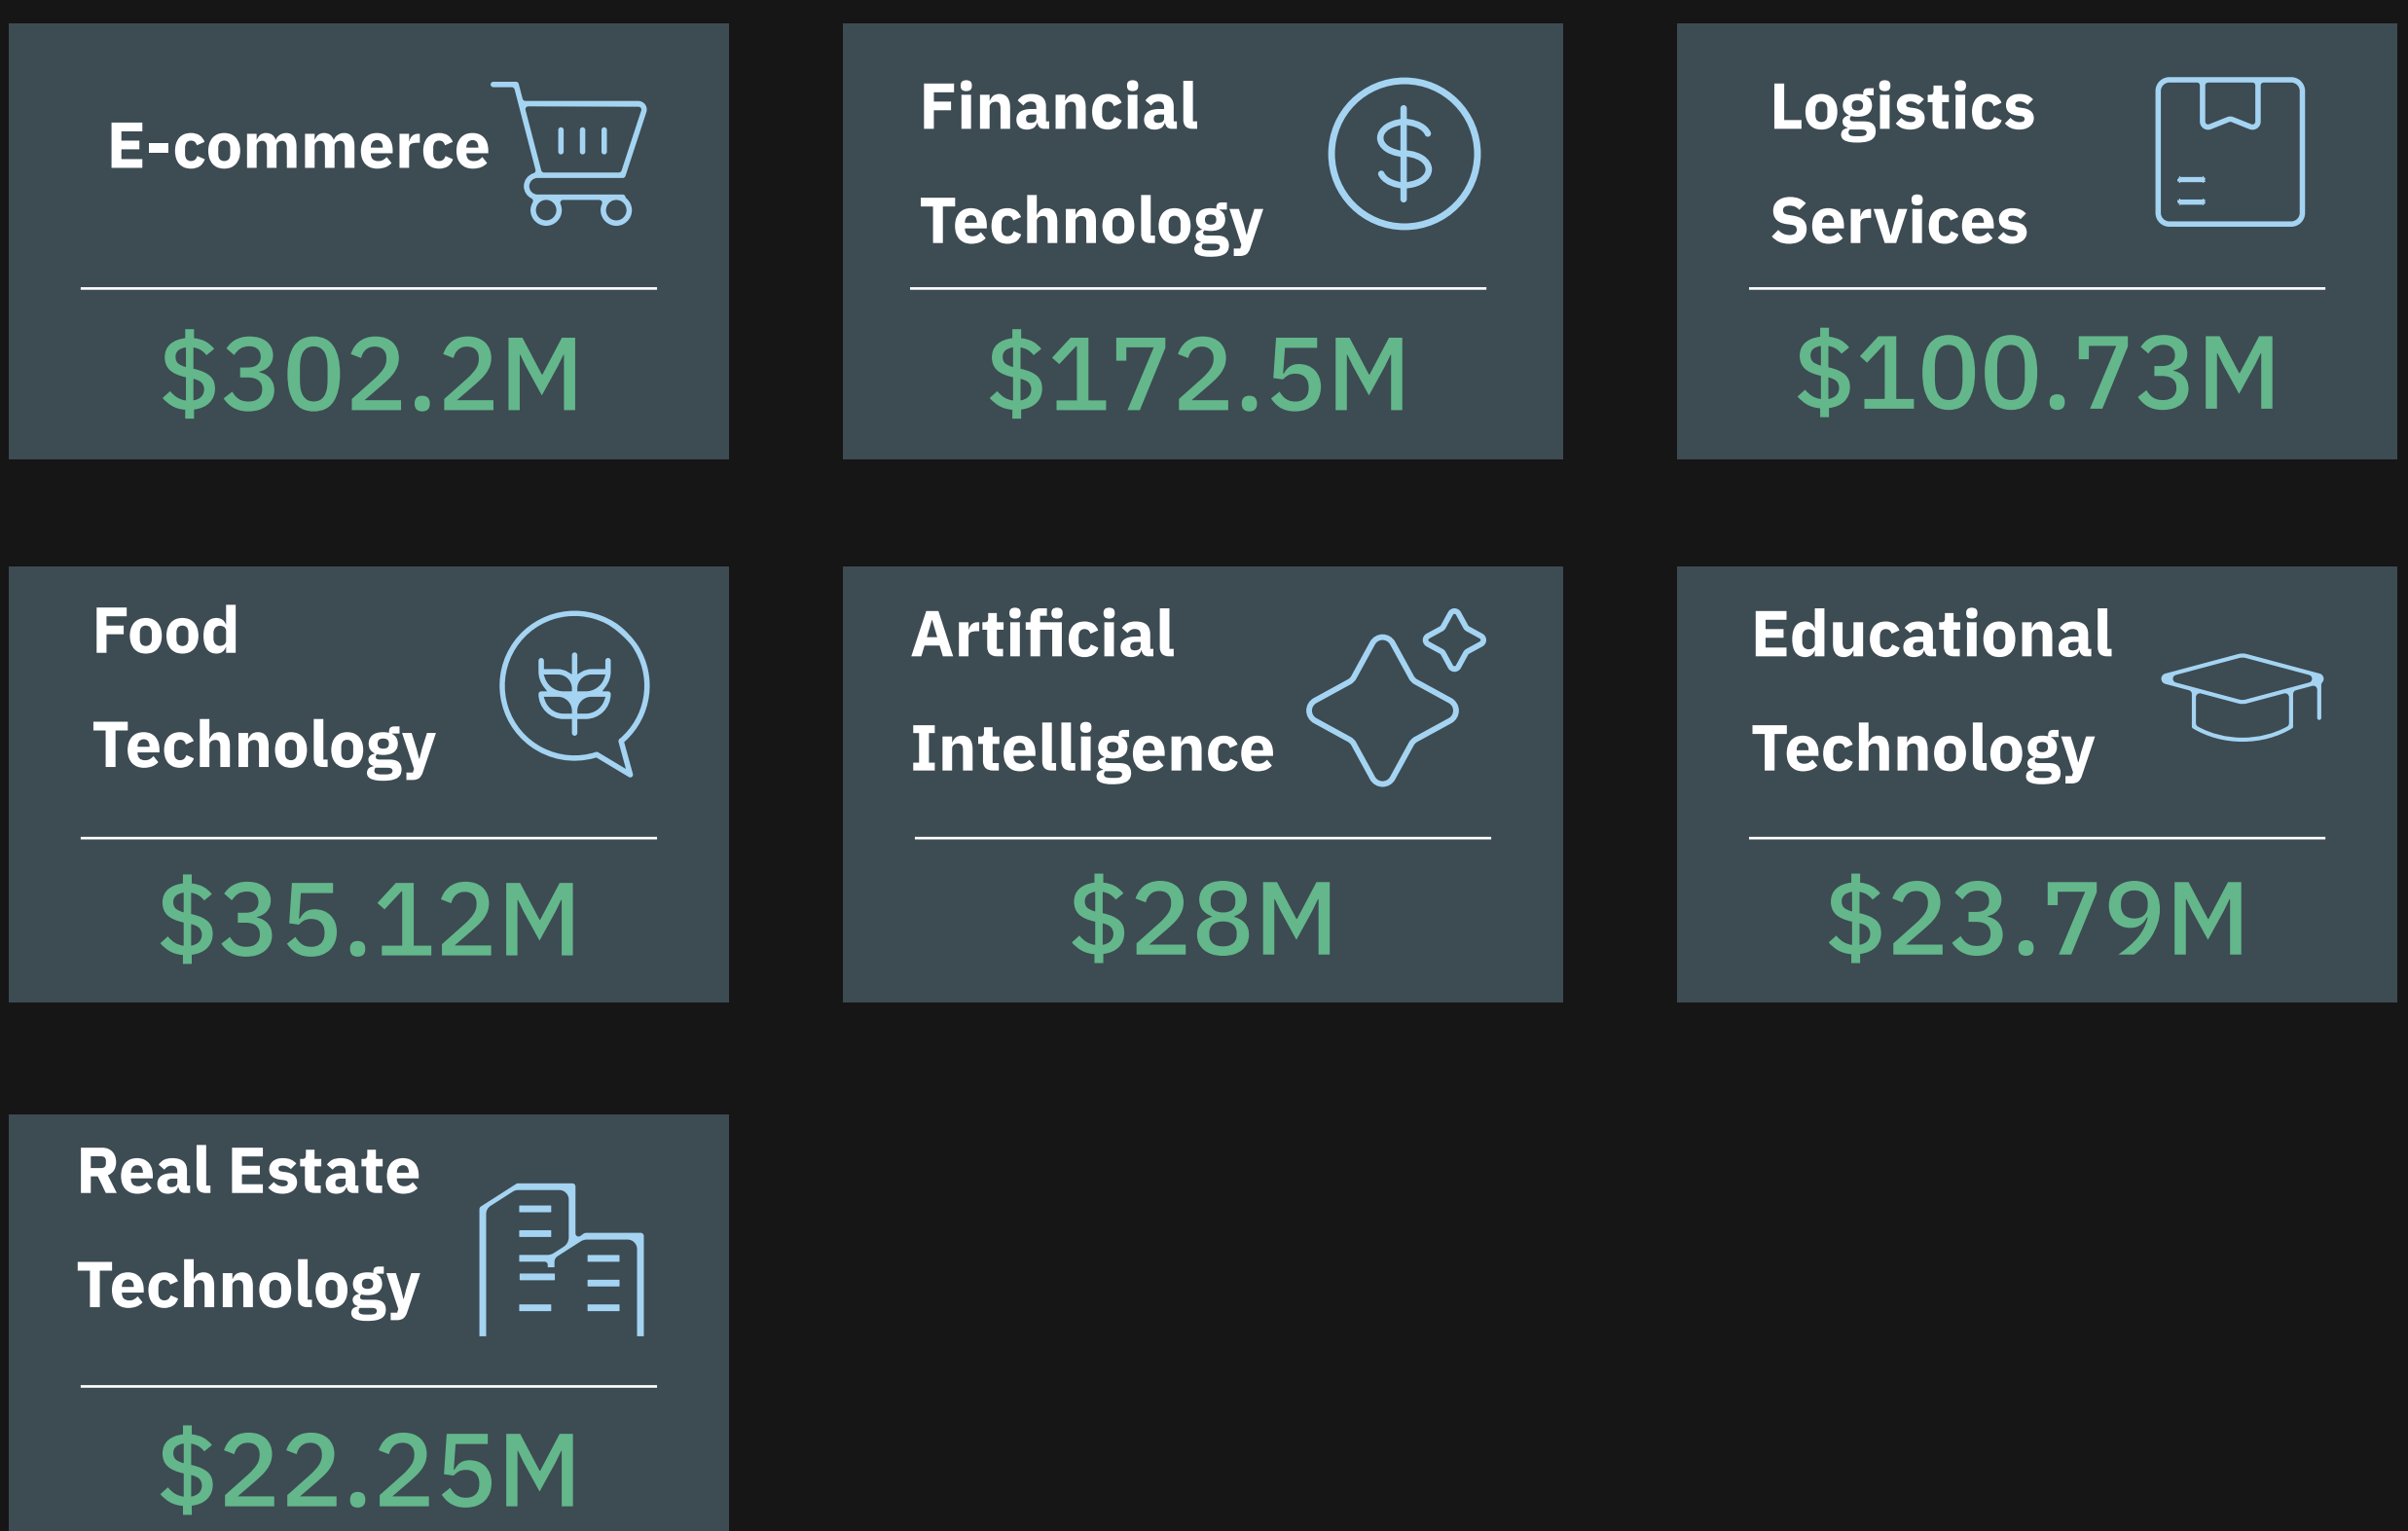 E-commerce
$302.2M
Financial
Technology
$172.5M
Logistics
Services
$100.73M
Food
Technology
$35.12M
Artificial
Intelligence
$28M
Educational
Technology
$23.79M
Real Estate
Technology
$22.25M